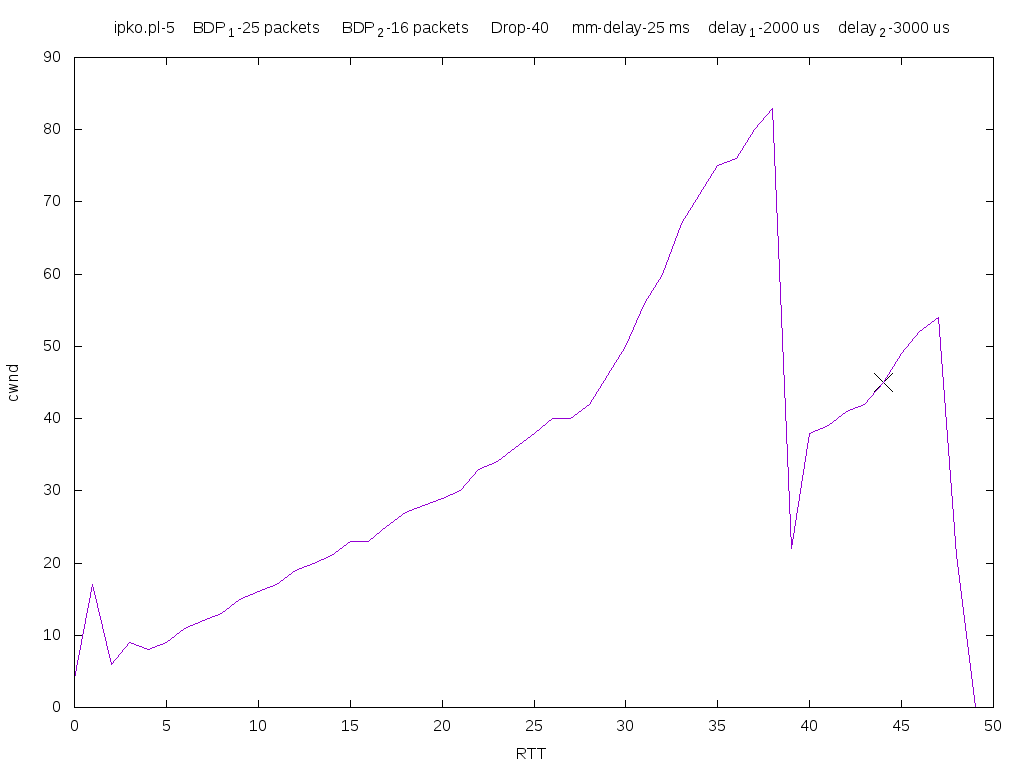 ipko.pl-5 BDP₁-25 packets BDP₂-16 packets Drop-40 mm-delay-25 ms delay₁-2000 us delay₂-3000 us
90
80
70
60
50
40
30
20
10
0
cwnd
0 5 10 15 20 25 30 35 40 45 50
RTT